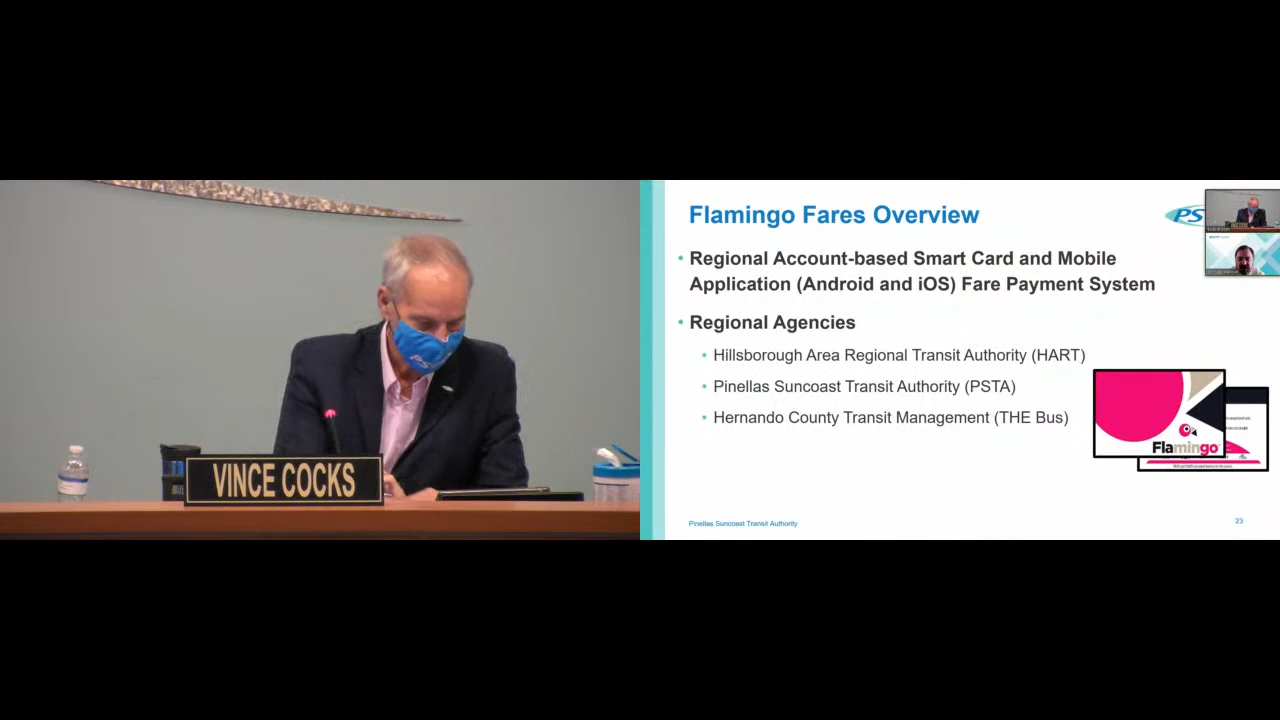 VINCE COCKS
PS
Flamingo Fares Overview
PS
• Regional Account-based Smart Card and Mobile
Application (Android and iOS) Fare Payment System
• Regional Agencies
• Hillsborough Area Regional Transit Authority (HART)
• Pinellas Suncoast Transit Authority (PSTA)
• Hernando County Transit Management (THE Bus)
Flamingo
Pinellas Suncoast Transit Authority
23